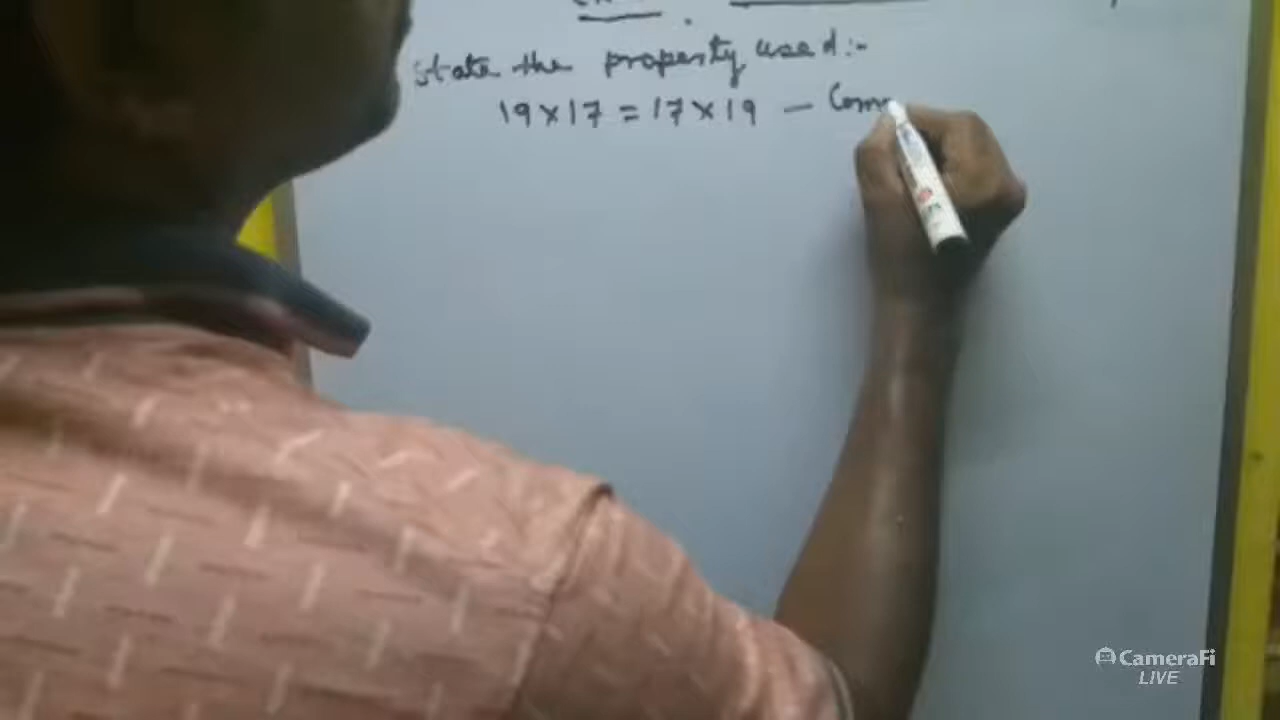 State the property used:-
19×17 = 17×19 — Comm
CameraFi
LIVE